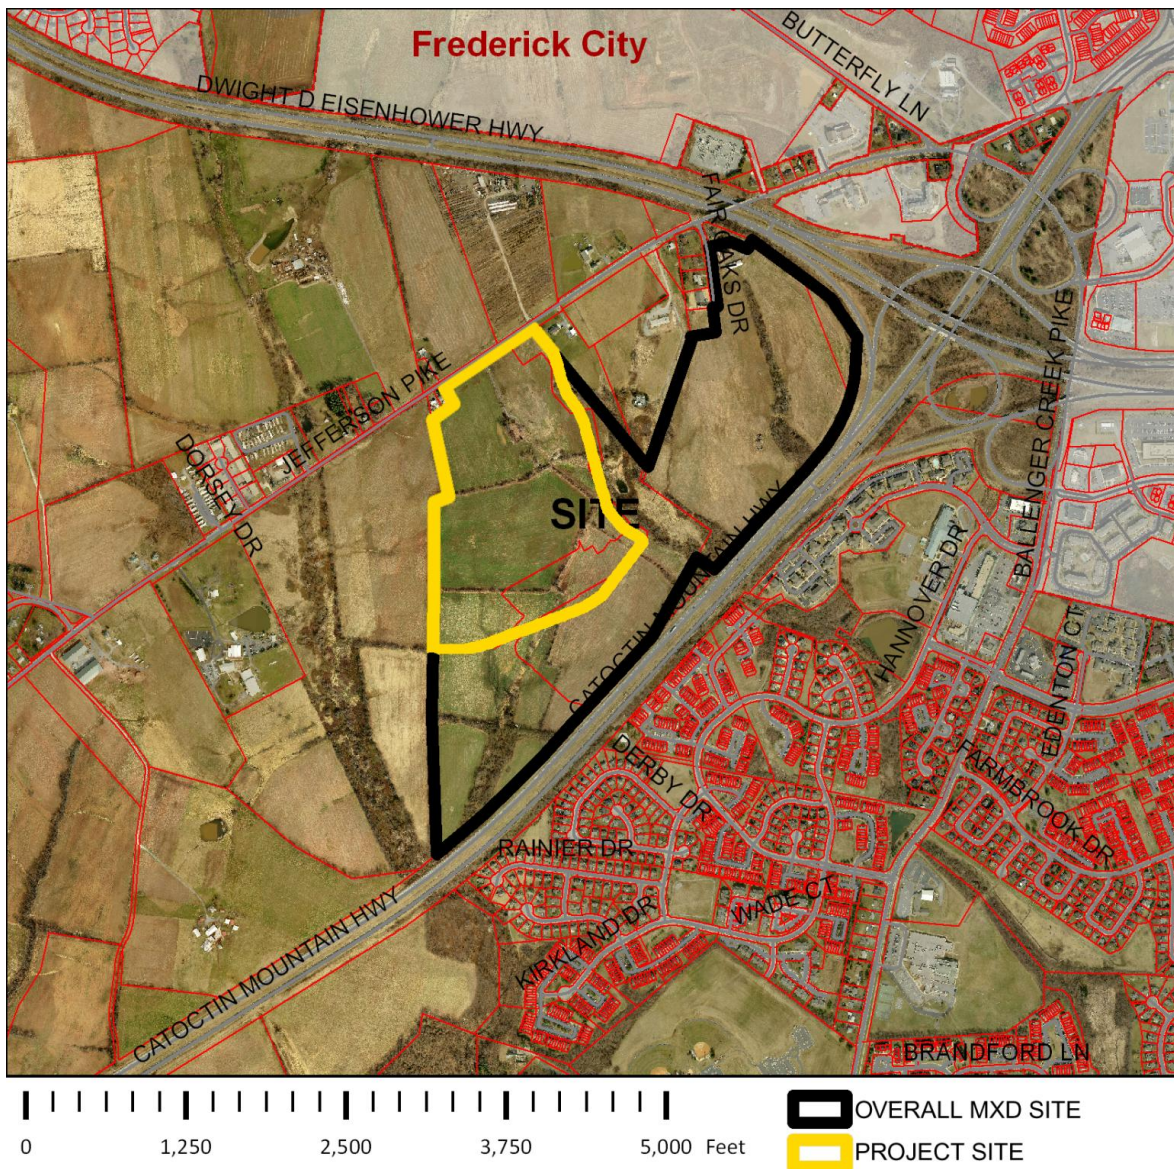 Frederick City
BUTTERFLY LN
DWIGHT D EISENHOWER HWY
FAIR OAKS DR
BALLENGER CREEK PIKE
JEFFERSON PIKE
DORSEY DR
SITE
CATOCTIN MOUNTAIN HWY
HANNOVER DR
EDENTON CT
DERBY DR
FARMBROOK DR
RAINIER DR
WADE CT
KIRKLAND DR
CATOCTIN MOUNTAIN HWY
BRANDFORD LN
0 1,250 2,500 3,750 5,000 Feet
OVERALL MXD SITE
PROJECT SITE